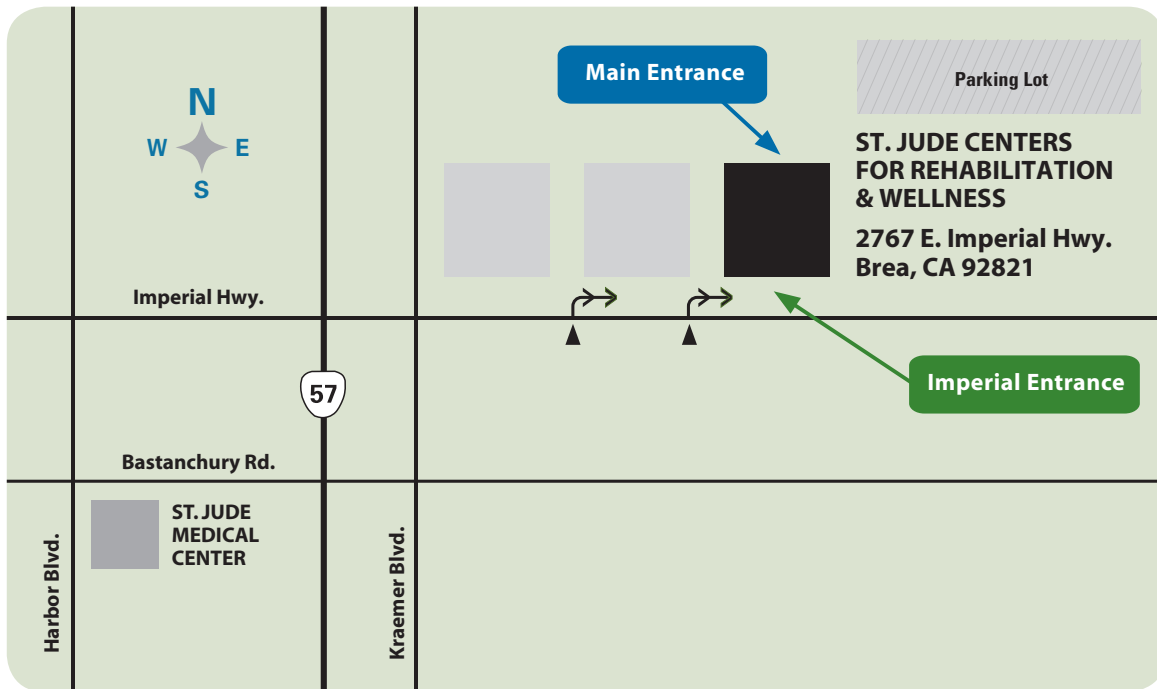 Main Entrance
Parking Lot
N
W
E
S
ST. JUDE CENTERS
FOR REHABILITATION
& WELLNESS
2767 E. Imperial Hwy.
Brea, CA 92821
Imperial Hwy.
Imperial Entrance
57
Bastanchury Rd.
ST. JUDE
MEDICAL
CENTER
Harbor Blvd.
Kraemer Blvd.